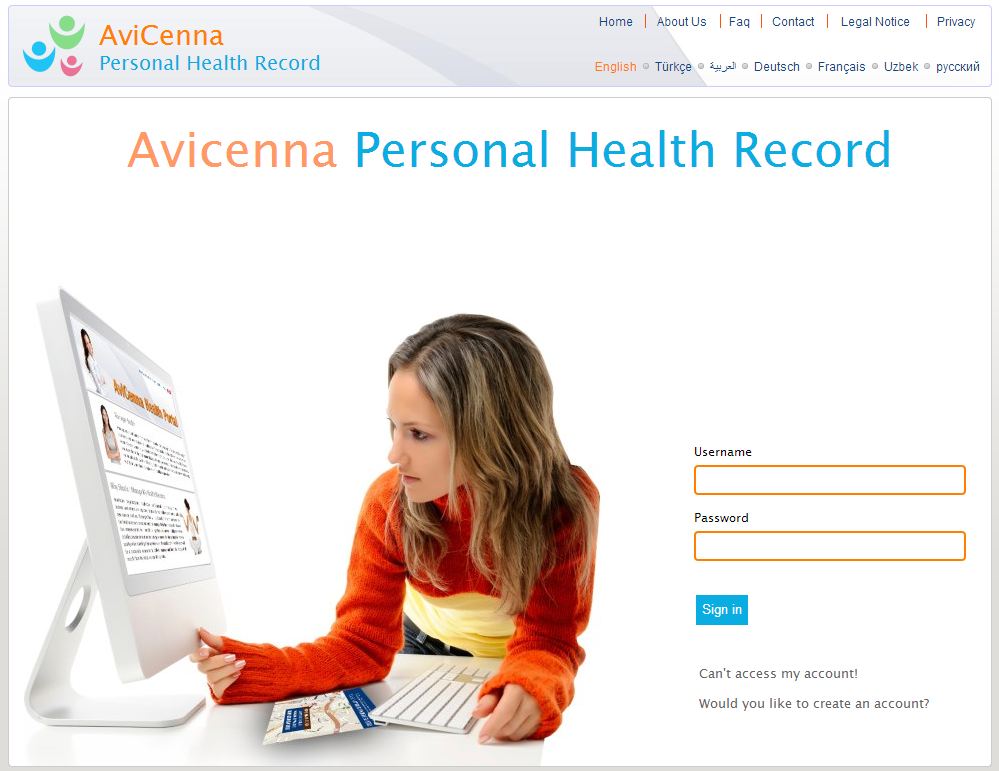 AviCenna
Personal Health Record
Home | About Us | Faq | Contact | Legal Notice | Privacy
English Türkçe العربية Deutsch Français Uzbek русский
Avicenna Personal Health Record
AviCenna Health Portal
Username
Password
Sign in
Can't access my account!
Would you like to create an account?